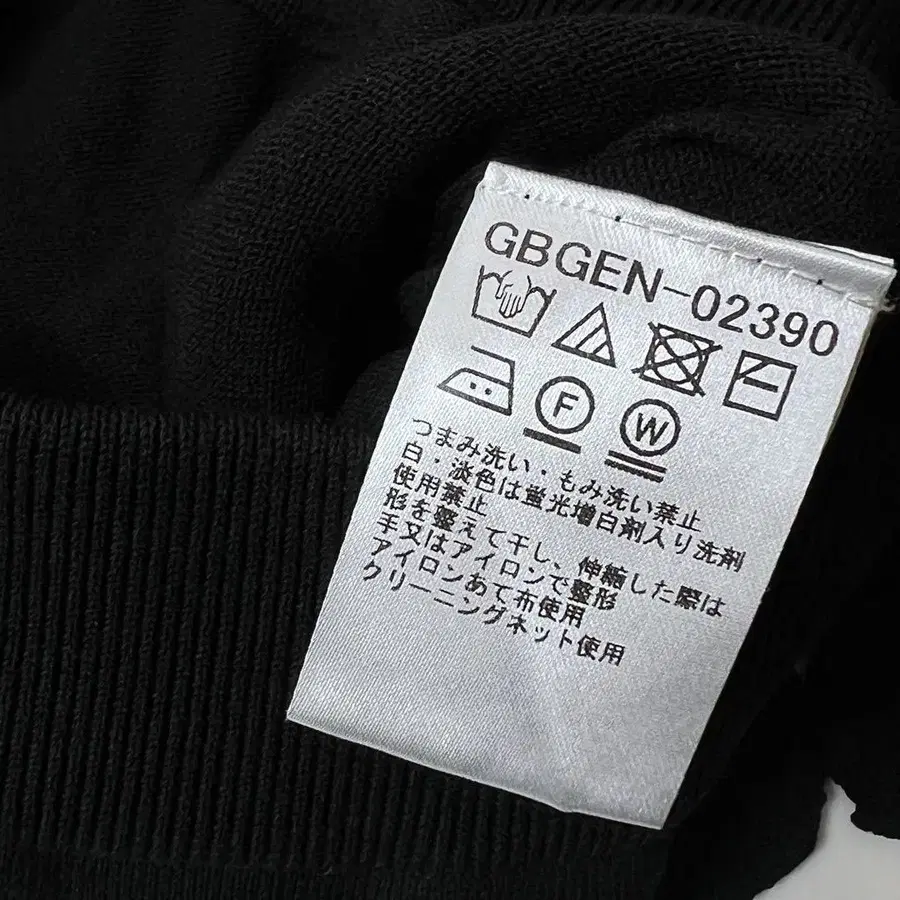 GBGEN-02390
F
W
つまみ洗い・もみ洗い禁止
白・淡色は蛍光増白剤入り洗剤
使用禁止
形を整えて干し、伸縮した際は
手又はアイロンで整形
アイロンあて布使用
クリーニングネット使用